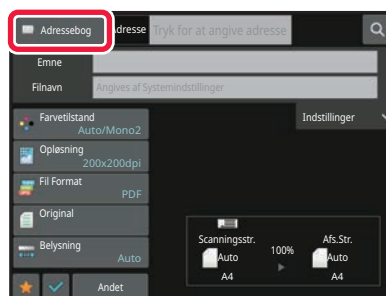 Adressebog Adresse Tryk for at angive adresse
Emne
Filnavn Angives af Systemindstillinger
Farvetilstand
Auto/Mono2
Indstillinger
Opløsning
200x200dpi
Fil Format
PDF
Original
Belysning
Auto
Andet
Scanningsstr. 100% Afs.Str.
Auto Auto
A4 A4